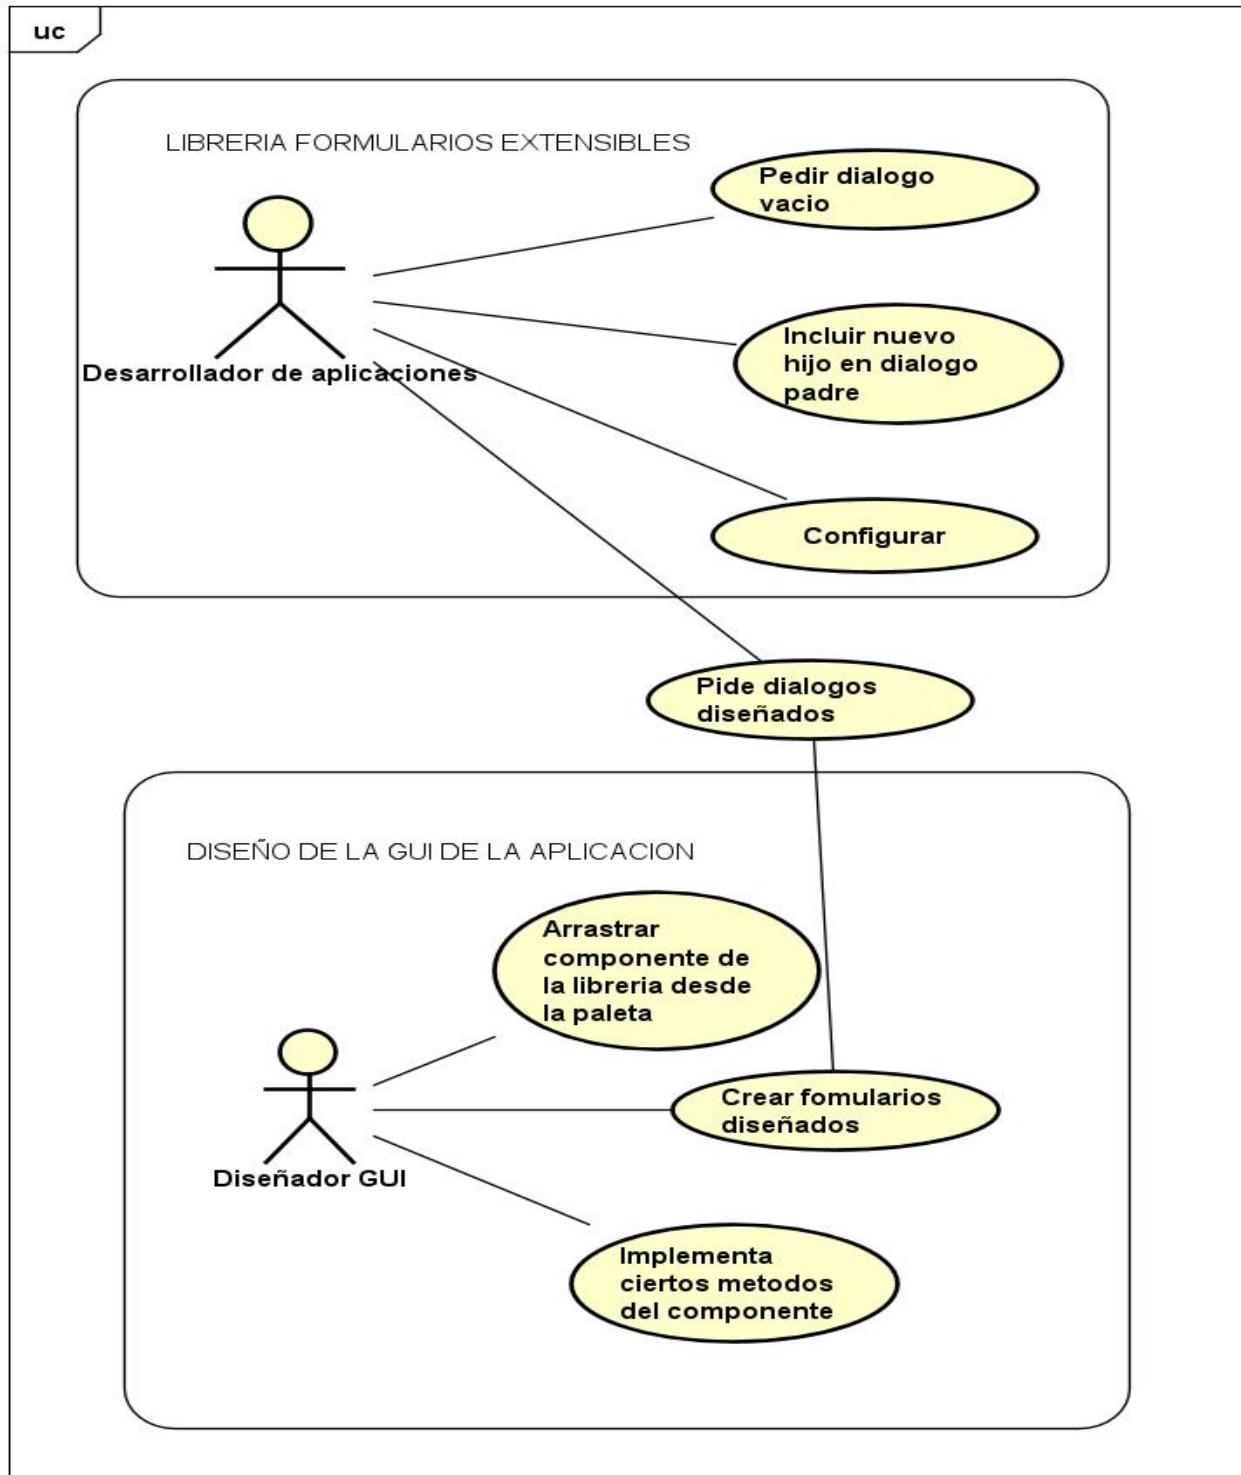 uc
LIBRERIA FORMULARIOS EXTENSIBLES
Pedir dialogo
vacio
Incluir nuevo
hijo en dialogo
padre
Desarrollador de aplicaciones
Configurar
Pide dialogos
diseñados
DISEÑO DE LA GUI DE LA APLICACION
Arrastrar
componente de
la libreria desde
la paleta
Crear fomularios
diseñados
Diseñador GUI
Implementa
ciertos metodos
del componente